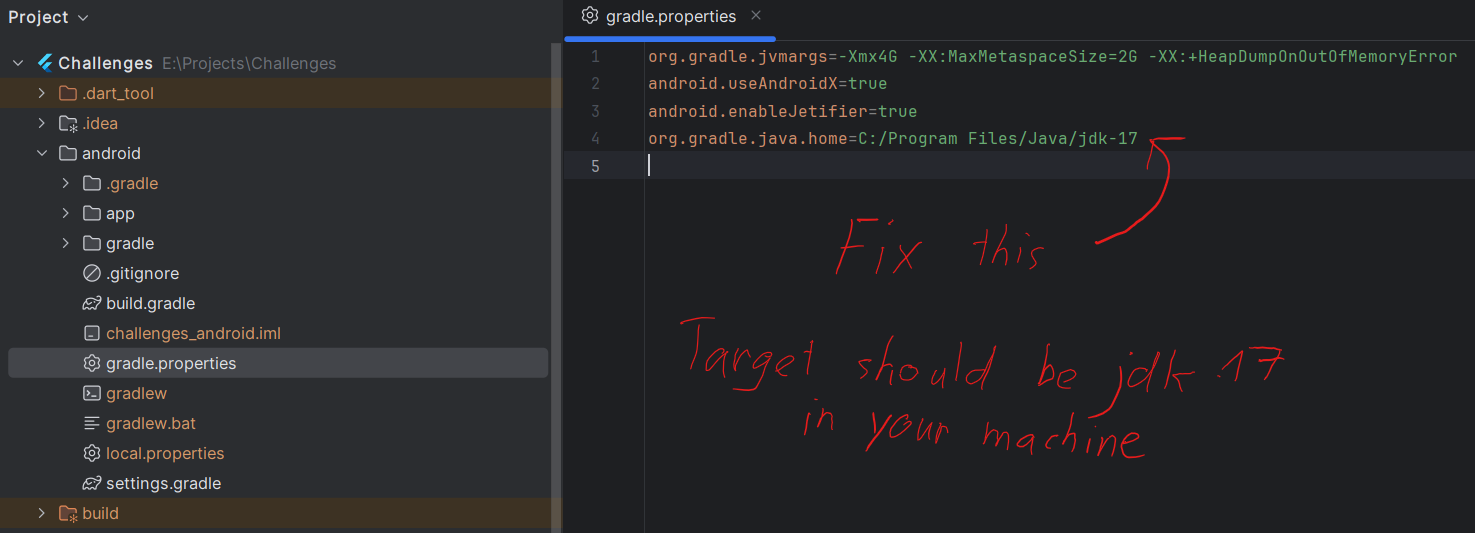 Project
Challenges E:\Projects\Challenges
.dart_tool
.idea
android
.gradle
app
gradle
.gitignore
build.gradle
challenges_android.iml
gradle.properties
gradlew
gradlew.bat
local.properties
settings.gradle
build
gradle.properties
1 org.gradle.jvmargs=-Xmx4G -XX:MaxMetaspaceSize=2G -XX:+HeapDumpOnOutOfMemoryError
2 android.useAndroidX=true
3 android.enableJetifier=true
4 org.gradle.java.home=C:/Program Files/Java/jdk-17
5
Fix this
Target should be jdk-17
in your machine